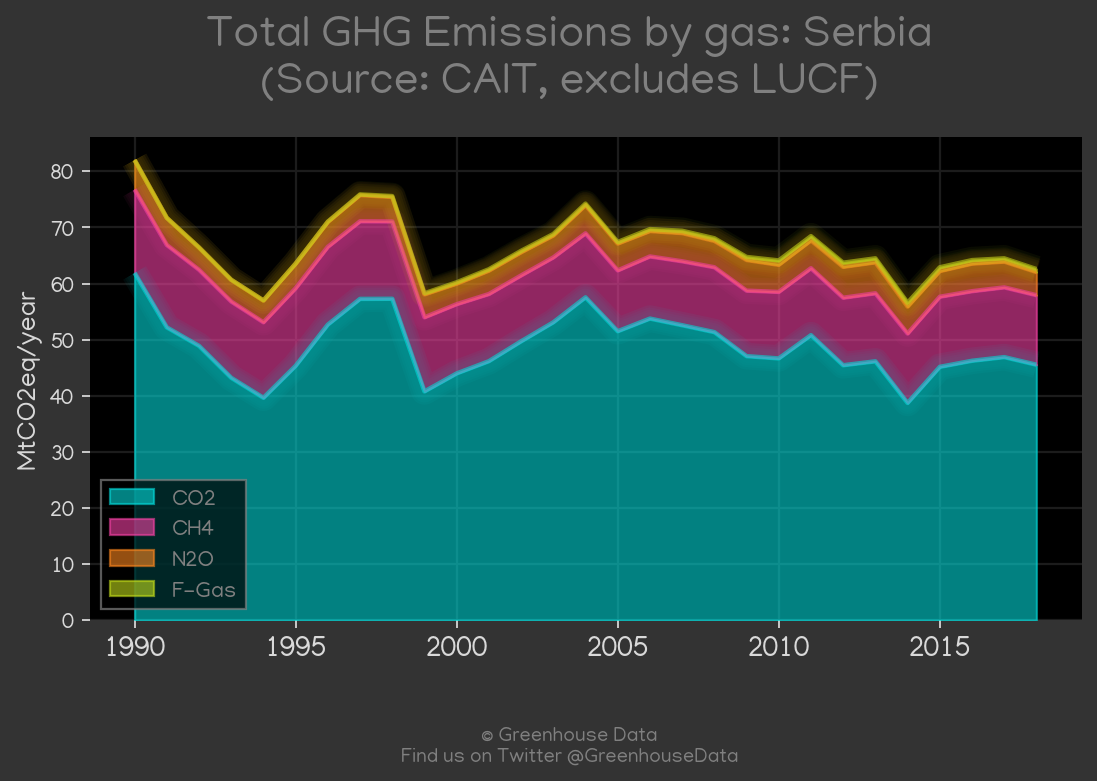 Total GHG Emissions by gas: Serbia
(Source: CAIT, excludes LUCF)
80
70
60
50
40
30
20
10
0
MtCO2eq/year
CO2
CH4
N2O
F-Gas
1990 1995 2000 2005 2010 2015
© Greenhouse Data
Find us on Twitter @GreenhouseData